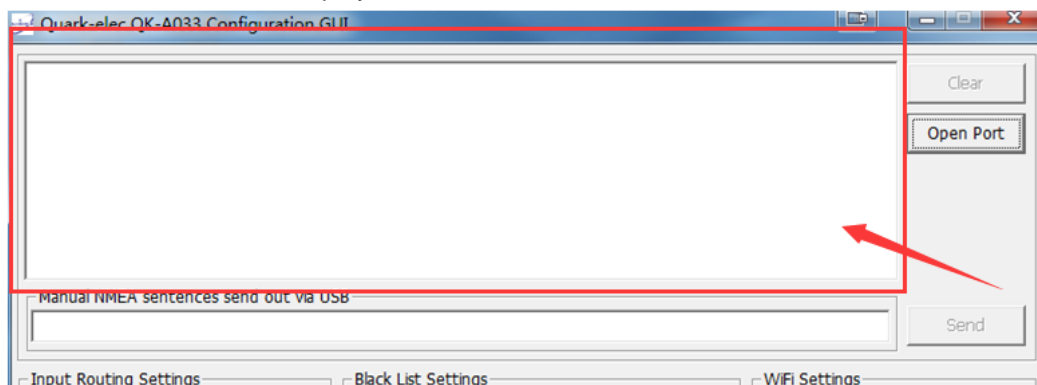 Quark-elec QK-A033 Configuration GUI
Clear
Open Port
Manual NMEA sentences send out via USB
Send
Input Routing Settings
Black List Settings
WiFi Settings